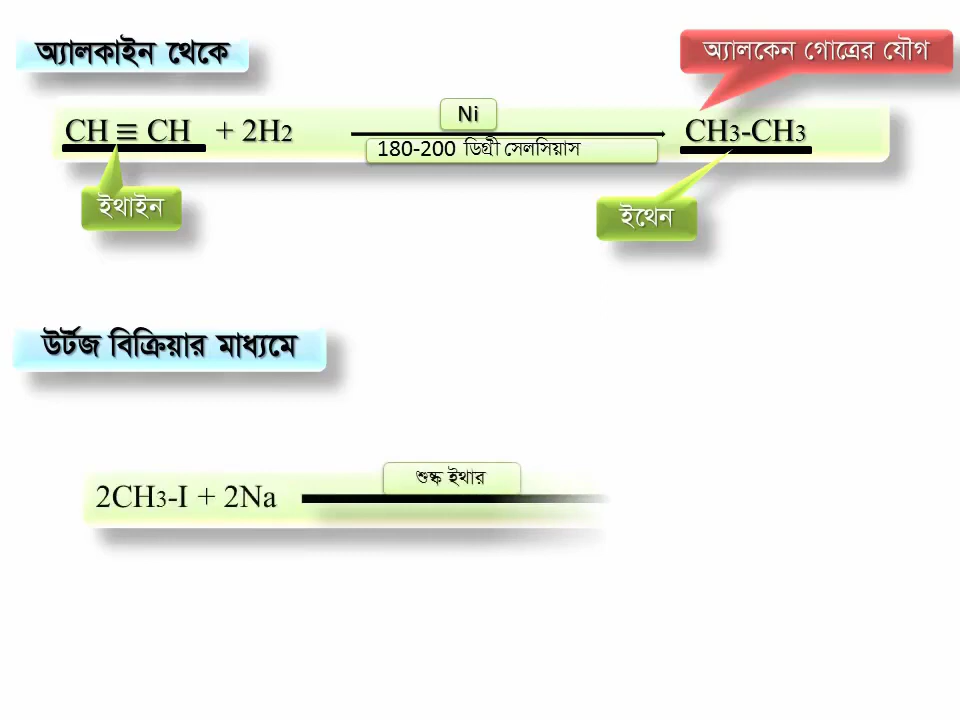 অ্যালকাইন থেকে
অ্যালকেন গোত্রের যৌগ
Ni
CH ≡ CH + 2H2
CH3-CH3
180-200 ডিগ্রী সেলসিয়াস
ইথাইন
ইথেন
উর্টজ বিক্রিয়ার মাধ্যমে
শুষ্ক ইথার
2CH3-I + 2Na